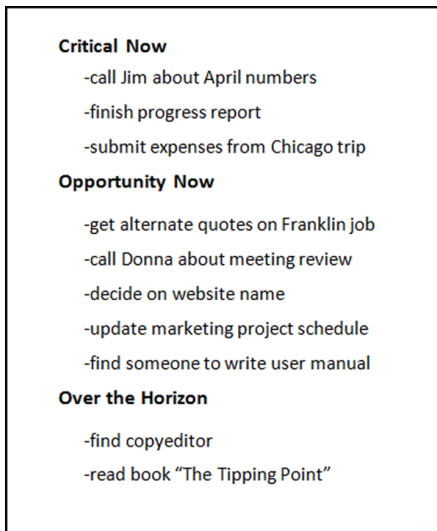 Critical Now
-call Jim about April numbers
-finish progress report
-submit expenses from Chicago trip
Opportunity Now
-get alternate quotes on Franklin job
-call Donna about meeting review
-decide on website name
-update marketing project schedule
-find someone to write user manual
Over the Horizon
-find copyeditor
-read book “The Tipping Point”